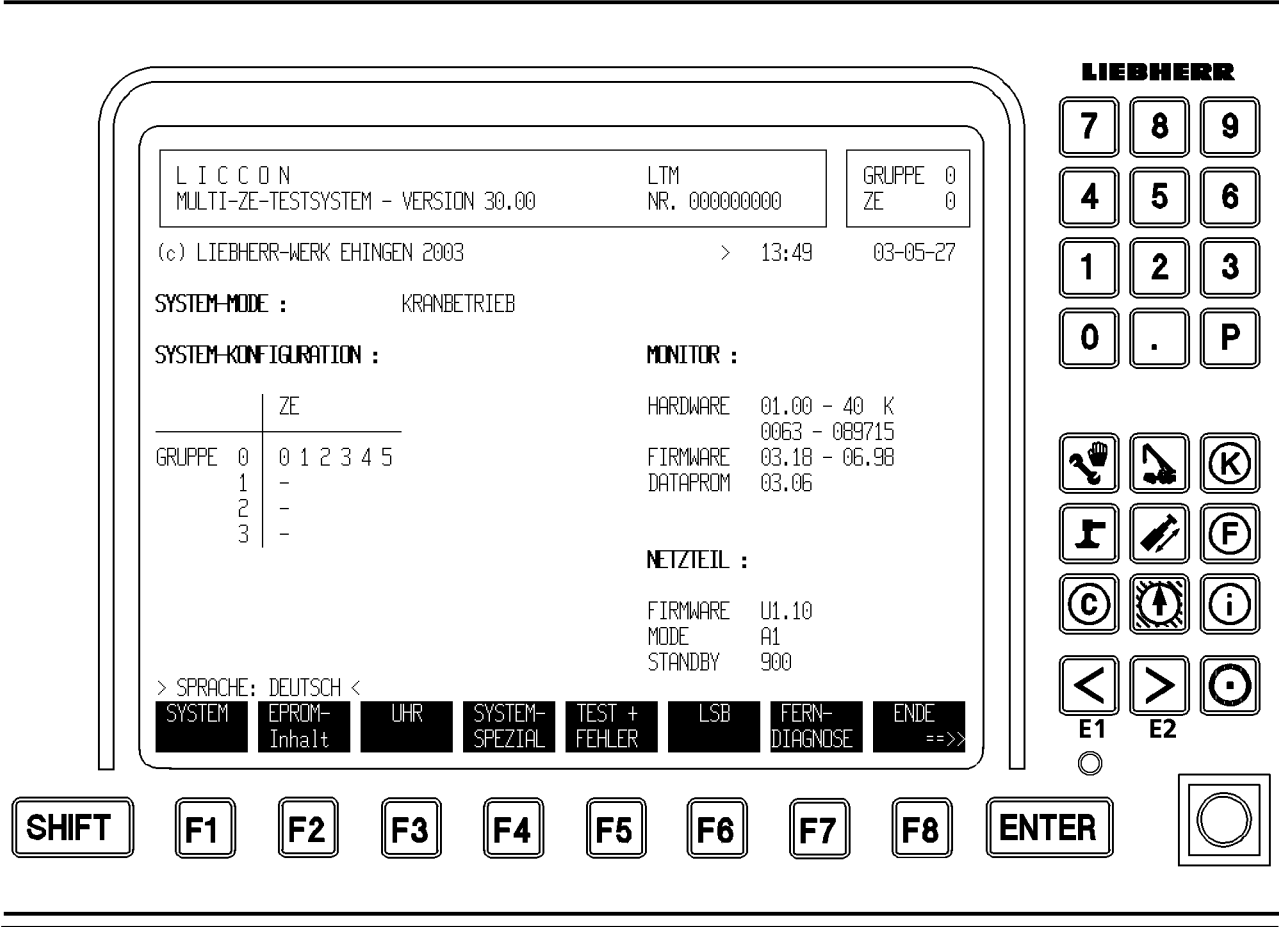 LIEBHERR
L I C C O N LTM GRUPPE 0
MULTI-ZE-TESTSYSTEM - VERSION 30.00 NR. 000000000 ZE 0
(c) LIEBHERR-WERK EHINGEN 2003 > 13:49 03-05-27
SYSTEM-MODE : KRANBETRIEB
SYSTEM-KONFIGURATION : MONITOR :
ZE HARDWARE 01.00 - 40 K
0063 - 089715
GRUPPE 0 0 1 2 3 4 5 FIRMWARE 03.18 - 06.98
1 - DATAPROM 03.06
2 -
3 -
NETZTEIL :
FIRMWARE U1.10
MODE A1
STANDBY 900
> SPRACHE: DEUTSCH <
SYSTEM EPROM- UHR SYSTEM- TEST + LSB FERN- ENDE
Inhalt SPEZIAL FEHLER DIAGNOSE ==>>
7 8 9
4 5 6
1 2 3
0 . P
K
F
C i
< >
E1 E2
SHIFT F1 F2 F3 F4 F5 F6 F7 F8 ENTER